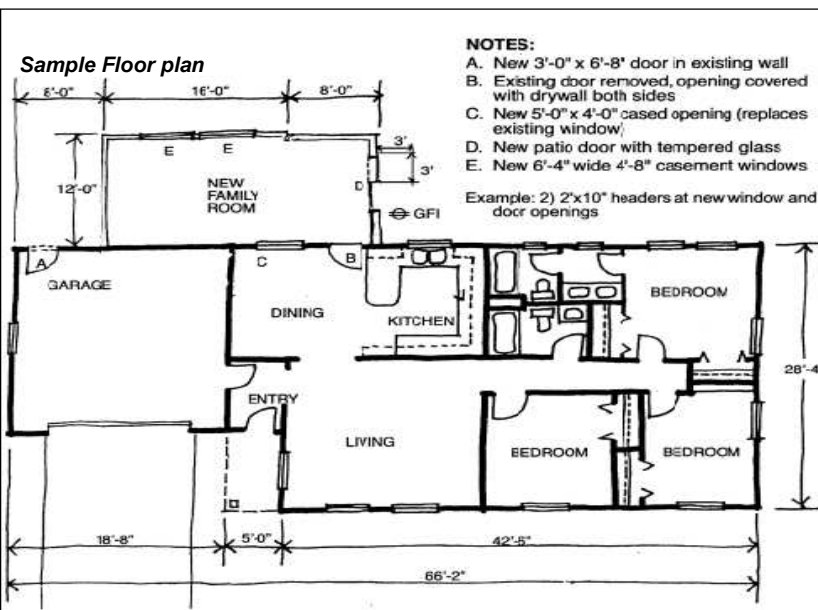 Sample Floor plan
NOTES:
A. New 3'-0" x 6'-8" door in existing wall
B. Existing door removed, opening covered
with drywall both sides
C. New 5'-0" x 4'-0" cased opening (replaces
existing window)
D. New patio door with tempered glass
E. New 6'-4" wide 4'-8" casement windows
Example: 2) 2"x10" headers at new window and
door openings
8'-0" 16'-0" 8'-0"
3'
3'
E E
12'-0"
NEW
FAMILY
ROOM
D
GFI
A
C
B
GARAGE
DINING
KITCHEN
BEDROOM
28'-4
ENTRY
LIVING
BEDROOM
BEDROOM
18'-8" 5'-0" 42'-6"
66'-2"